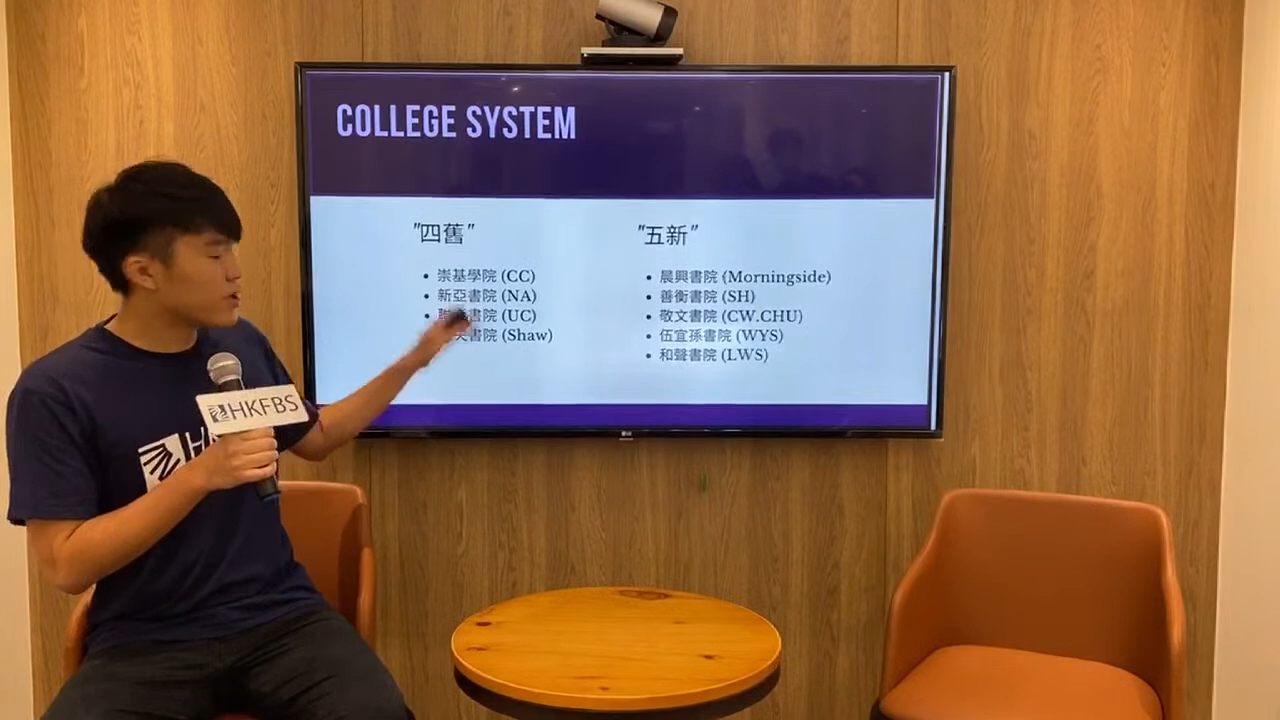 COLLEGE SYSTEM
"四舊"
• 崇基學院 (CC)
• 新亞書院 (NA)
• 書院 (UC)
• 書院 (Shaw)
"五新"
• 晨興書院 (Morningside)
• 善衡書院 (SH)
• 敬文書院 (CW.CHU)
• 伍宜孫書院 (WYS)
• 和聲書院 (LWS)
HKFBS
LG